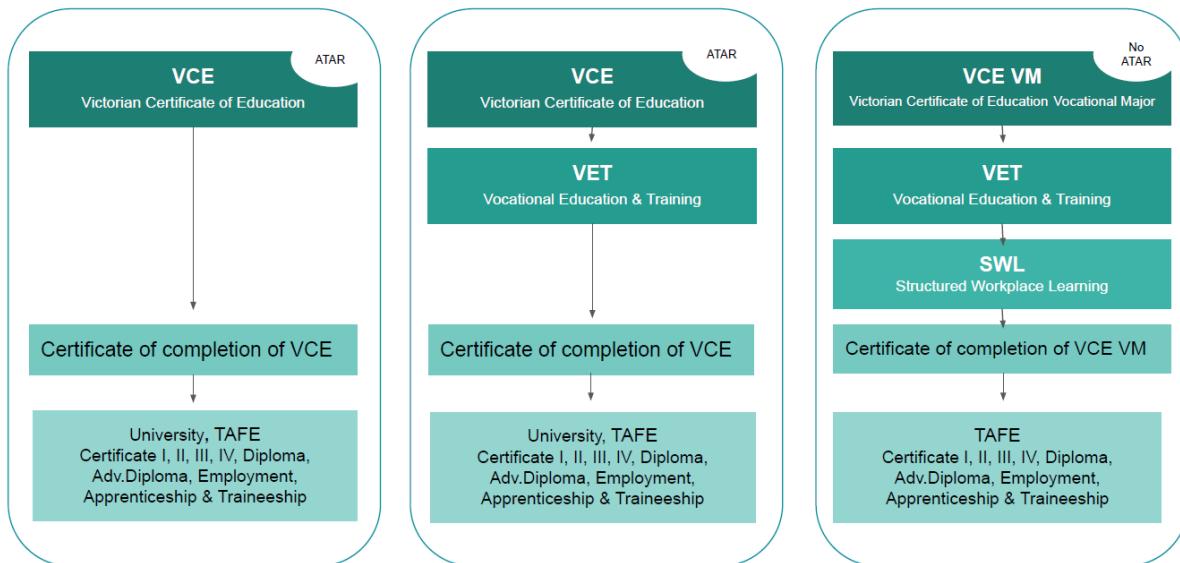 ATAR
VCE
Victorian Certificate of Education
Certificate of completion of VCE
University, TAFE
Certificate I, II, III, IV, Diploma,
Adv.Diploma, Employment,
Apprenticeship & Traineeship
ATAR
VCE
Victorian Certificate of Education
VET
Vocational Education & Training
Certificate of completion of VCE
University, TAFE
Certificate I, II, III, IV, Diploma,
Adv.Diploma, Employment,
Apprenticeship & Traineeship
No
ATAR
VCE VM
Victorian Certificate of Education Vocational Major
VET
Vocational Education & Training
SWL
Structured Workplace Learning
Certificate of completion of VCE VM
TAFE
Certificate I, II, III, IV, Diploma,
Adv.Diploma, Employment,
Apprenticeship & Traineeship